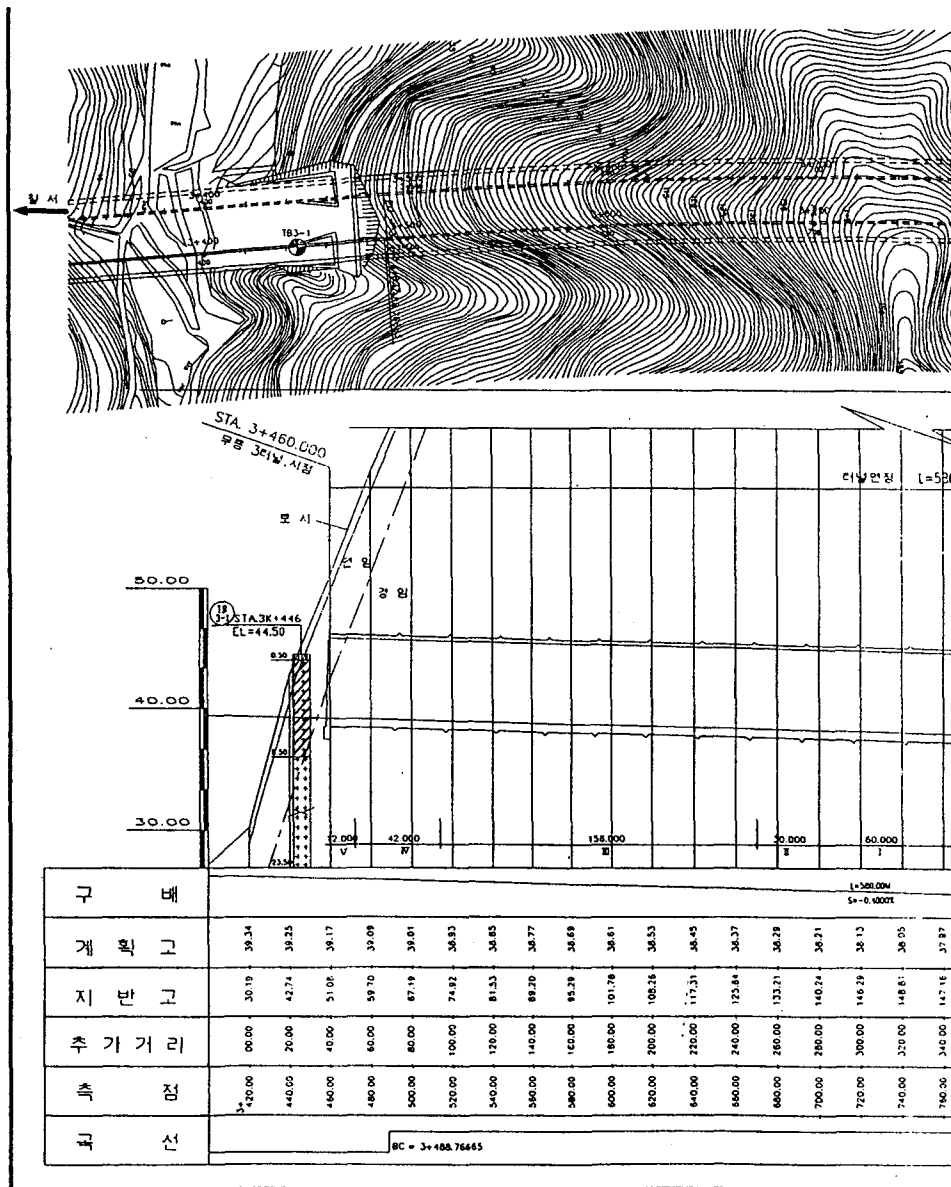 칠 서
TB3-1
3+400
STA. 3+460.000
무릉 3터널.시점
터널연장 L=580
토 사
연 암
경 암
50.00
40.00
30.00
TB
3-1
STA.3K+446
EL=44.50
0.50
8.50
23.50
12.000 42.000 156.000 30.000 60.000
V IV III II I
구 배
L=580.00M
S=-0.4000%
계 획 고 39.34 39.25 39.17 39.09 39.01 38.93 38.85 38.77 38.69 38.61 38.53 38.45 38.37 38.29 38.21 38.13 38.05 37.97
지 반 고 30.19 42.74 51.08 59.70 67.19 74.92 81.53 89.20 95.29 101.78 108.26 117.31 125.84 133.21 140.24 146.29 148.81 147.16
추 가 거 리 00.00 20.00 40.00 60.00 80.00 100.00 120.00 140.00 160.00 180.00 200.00 220.00 240.00 260.00 280.00 300.00 320.00 340.00
측 점 3+ 420.00 440.00 460.00 480.00 500.00 520.00 540.00 560.00 580.00 600.00 620.00 640.00 660.00 680.00 700.00 720.00 740.00 760.00
곡 선 BC = 3+488.76665